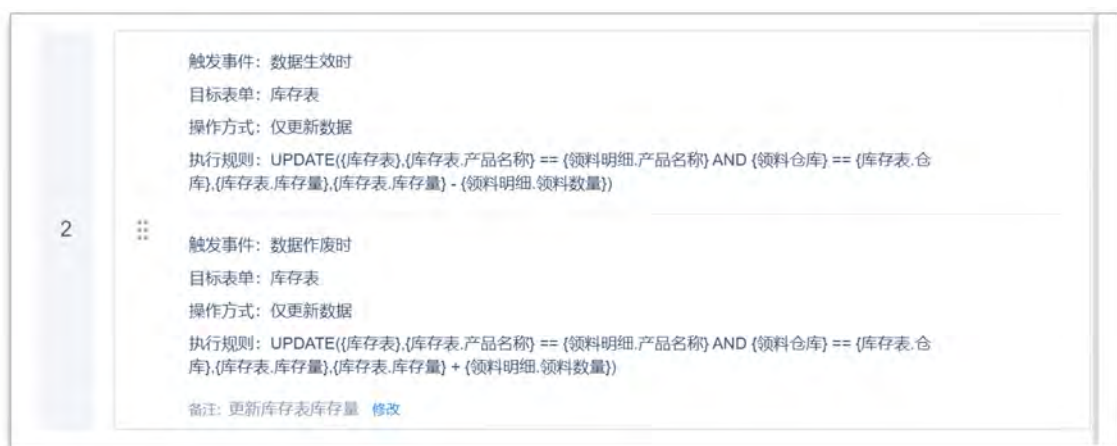 触发事件：数据生效时
目标表单：库存表
操作方式：仅更新数据
执行规则：UPDATE({库存表},{库存表.产品名称} == {领料明细.产品名称} AND {领料仓库} == {库存表.仓
库},{库存表.库存量},{库存表.库存量} - {领料明细.领料数量})
2
触发事件：数据作废时
目标表单：库存表
操作方式：仅更新数据
执行规则：UPDATE({库存表},{库存表.产品名称} == {领料明细.产品名称} AND {领料仓库} == {库存表.仓
库},{库存表.库存量},{库存表.库存量} + {领料明细.领料数量})
备注: 更新库存表库存量 修改